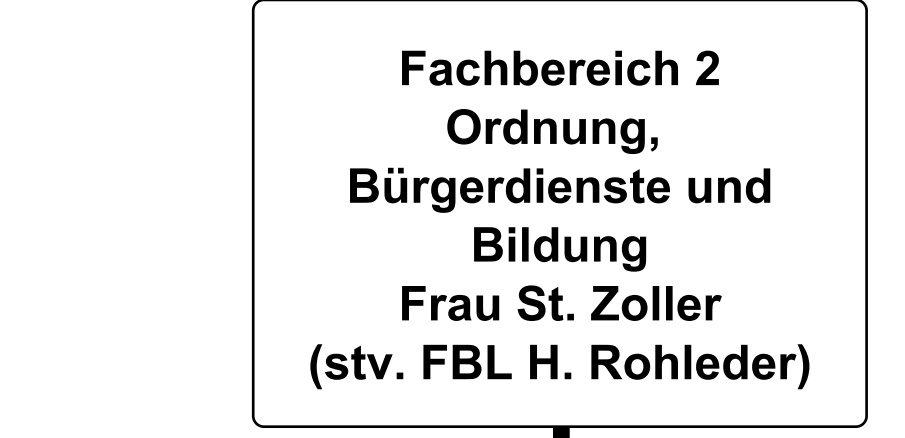 Fachbereich 2
Ordnung,
Bürgerdienste und
Bildung
Frau St. Zoller
(stv. FBL H. Rohleder)